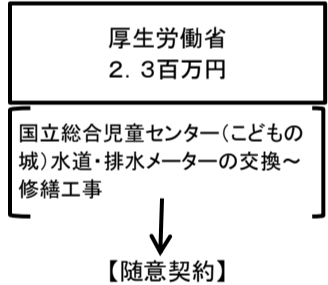 厚生労働省
２．３百万円
国立総合児童センター（こどもの
城）水道・排水メーターの交換～
修繕工事
【随意契約】